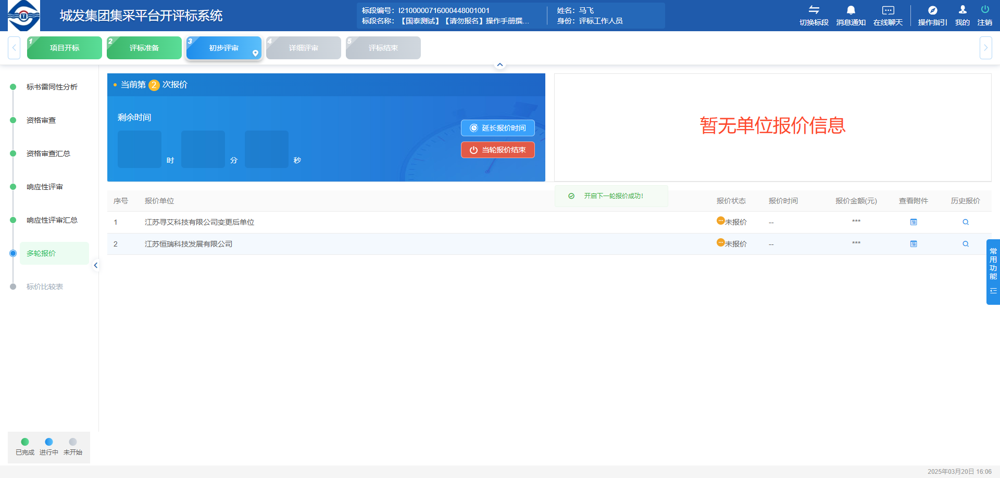 城发集团集采平台开评标系统
标段编号：I2100000716000448001001
标段名称：【国泰测试】【请勿报名】操作手册撰...
姓名：马飞
身份：评标工作人员
切换标段
消息通知
在线聊天
操作指引
我的
注销
1 项目开标
2 评标准备
3 初步评审
4 详细评审
5 评标结束
标书雷同性分析
资格审查
资格审查汇总
响应性评审
响应性评审汇总
多轮报价
标价比较表
当前第 2 次报价
剩余时间
时 分 秒
延长报价时间
当轮报价结束
暂无单位报价信息
开启下一轮报价成功！
序号 报价单位 报价状态 报价时间 报价金额(元) 查看附件 历史报价
1 江苏寻艾科技有限公司变更后单位 未报价 -- ***
2 江苏恒瑞科技发展有限公司 未报价 -- ***
常用功能
已完成 进行中 未开始
2025年03月20日 16:06